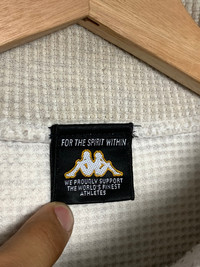 FOR THE SPIRIT WITHIN
WE PROUDLY SUPPORT
THE WORLD'S FINEST
ATHLETES